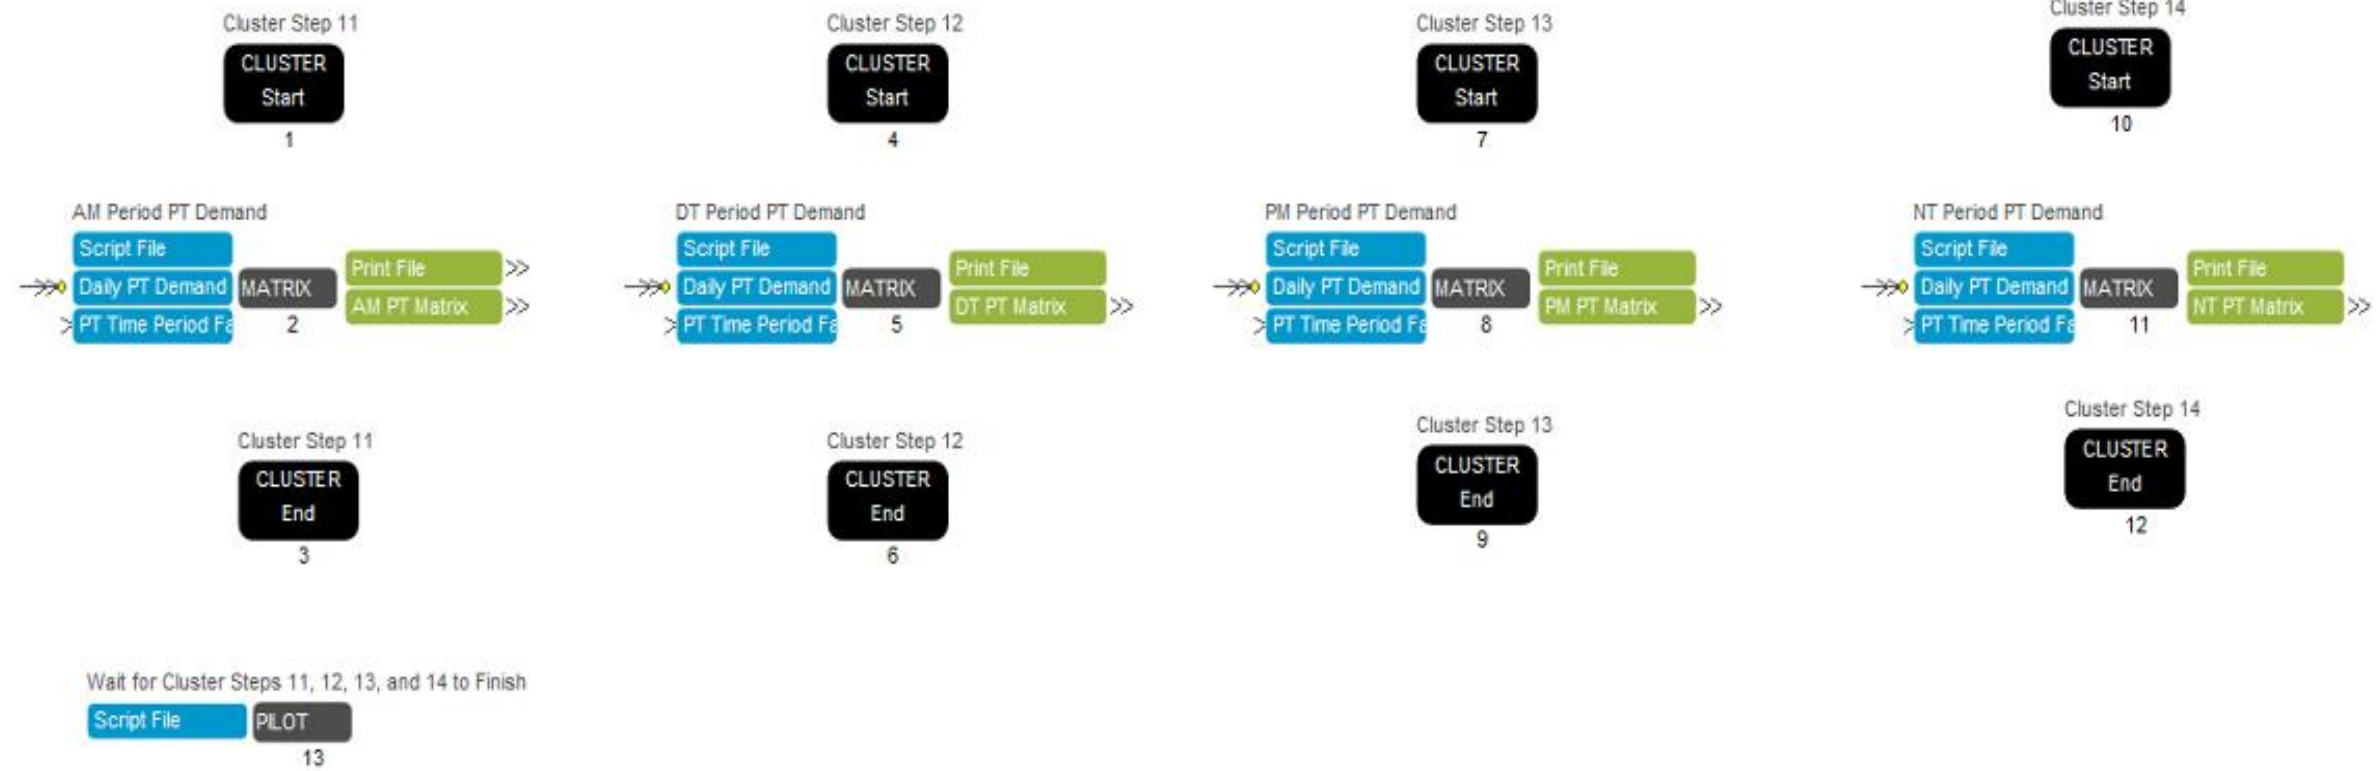 Cluster Step 11
CLUSTER
Start
1
Cluster Step 12
CLUSTER
Start
4
Cluster Step 13
CLUSTER
Start
7
Cluster Step 14
CLUSTER
Start
10
AM Period PT Demand
Script File
Daily PT Demand
PT Time Period Fa
MATRIX
2
Print File
AM PT Matrix
DT Period PT Demand
Script File
Daily PT Demand
PT Time Period Fa
MATRIX
5
Print File
DT PT Matrix
PM Period PT Demand
Script File
Daily PT Demand
PT Time Period Fa
MATRIX
8
Print File
PM PT Matrix
NT Period PT Demand
Script File
Daily PT Demand
PT Time Period Fa
MATRIX
11
Print File
NT PT Matrix
Cluster Step 11
CLUSTER
End
3
Cluster Step 12
CLUSTER
End
6
Cluster Step 13
CLUSTER
End
9
Cluster Step 14
CLUSTER
End
12
Wait for Cluster Steps 11, 12, 13, and 14 to Finish
Script File
PILOT
13